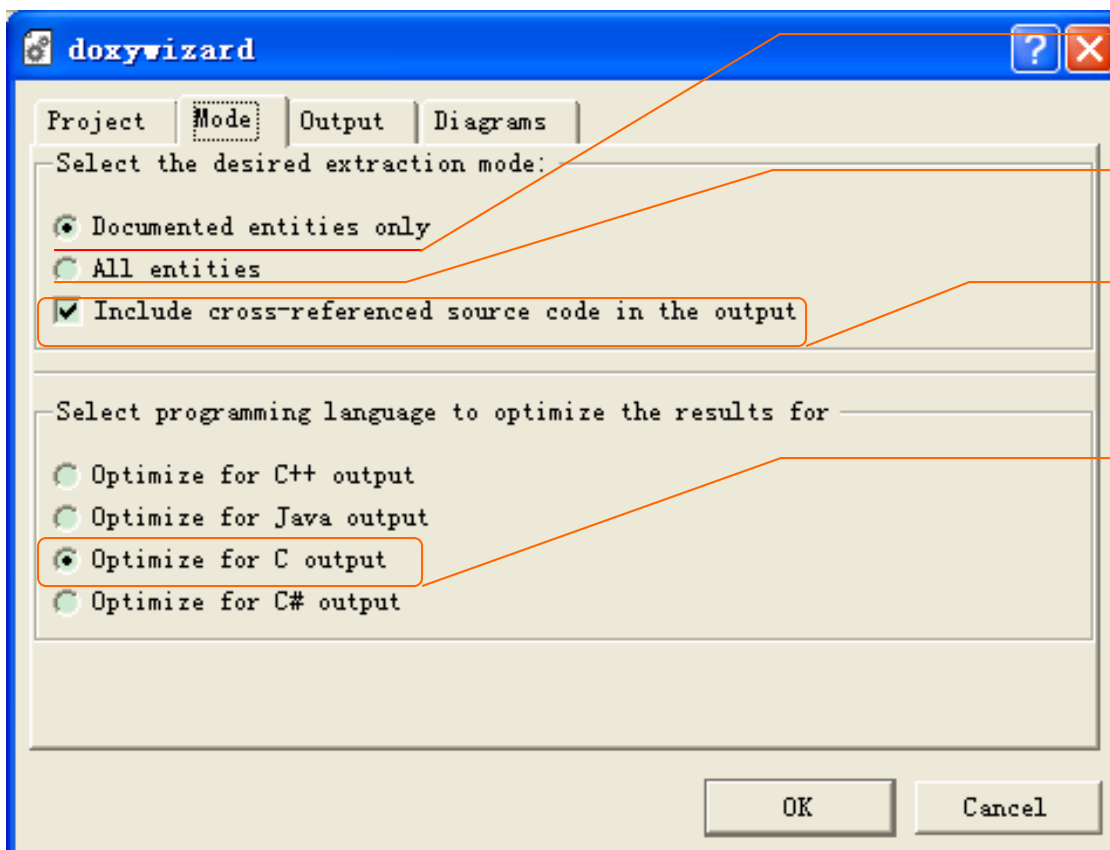 doxywizard
Project Mode Output Diagrams
Select the desired extraction mode:
Documented entities only
All entities
Include cross-referenced source code in the output
Select programming language to optimize the results for
Optimize for C++ output
Optimize for Java output
Optimize for C output
Optimize for C# output
OK Cancel